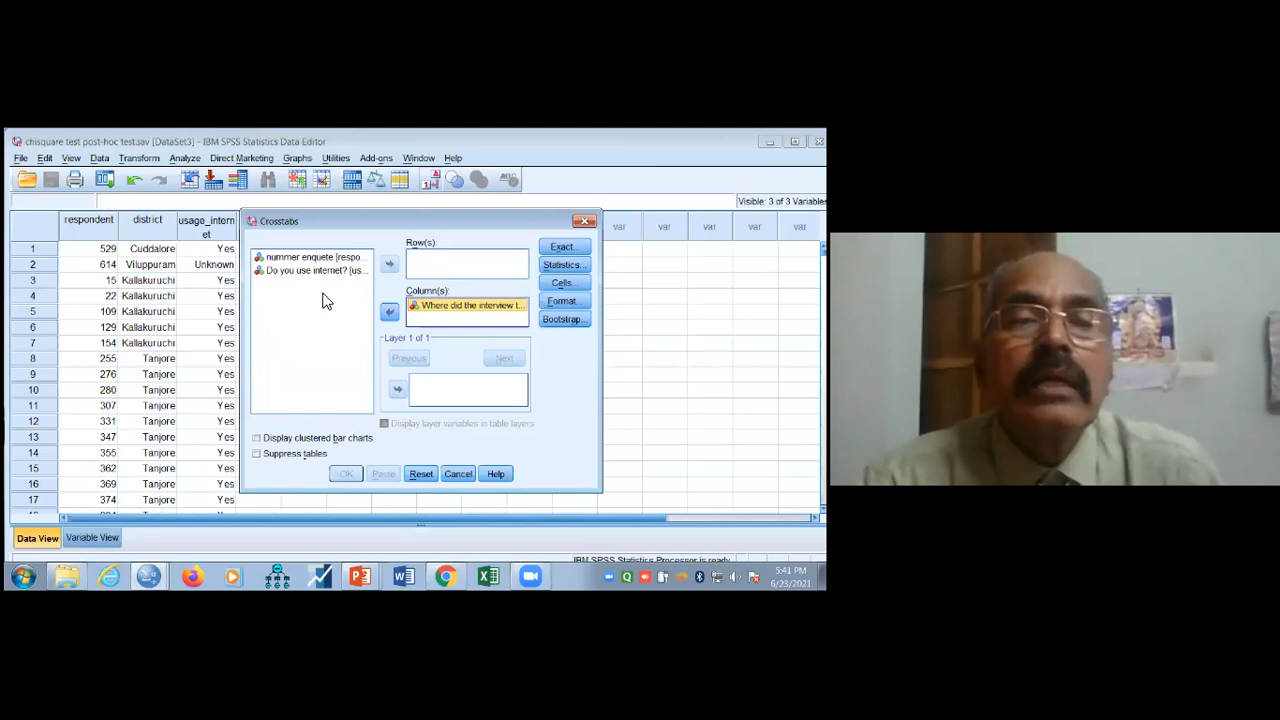 chisquare test post-hoc test.sav [DataSet3] - IBM SPSS Statistics Data Editor
File Edit View Data Transform Analyze Direct Marketing Graphs Utilities Add-ons Window Help
Visible: 3 of 3 Variables
respondent district usage_intern et var var var var var
1 529 Cuddalore Yes
2 614 Viluppuram Unknown
3 15 Kallakuruchi Yes
4 22 Kallakuruchi Yes
5 109 Kallakuruchi Yes
6 129 Kallakuruchi Yes
7 154 Kallakuruchi Yes
8 255 Tanjore Yes
9 276 Tanjore Yes
10 280 Tanjore Yes
11 307 Tanjore Yes
12 331 Tanjore Yes
13 347 Tanjore Yes
14 355 Tanjore Yes
15 362 Tanjore Yes
16 369 Tanjore Yes
17 374 Tanjore Yes
Crosstabs
nummer enquete [respo...
Do you use internet? [us...
Row(s):
Column(s):
Where did the interview t...
Layer 1 of 1
Previous Next
Display layer variables in table layers
Exact...
Statistics...
Cells...
Format...
Bootstrap...
Display clustered bar charts
Suppress tables
OK Paste Reset Cancel Help
Data View Variable View
IBM SPSS Statistics Processor is ready
5:41 PM
6/23/2021